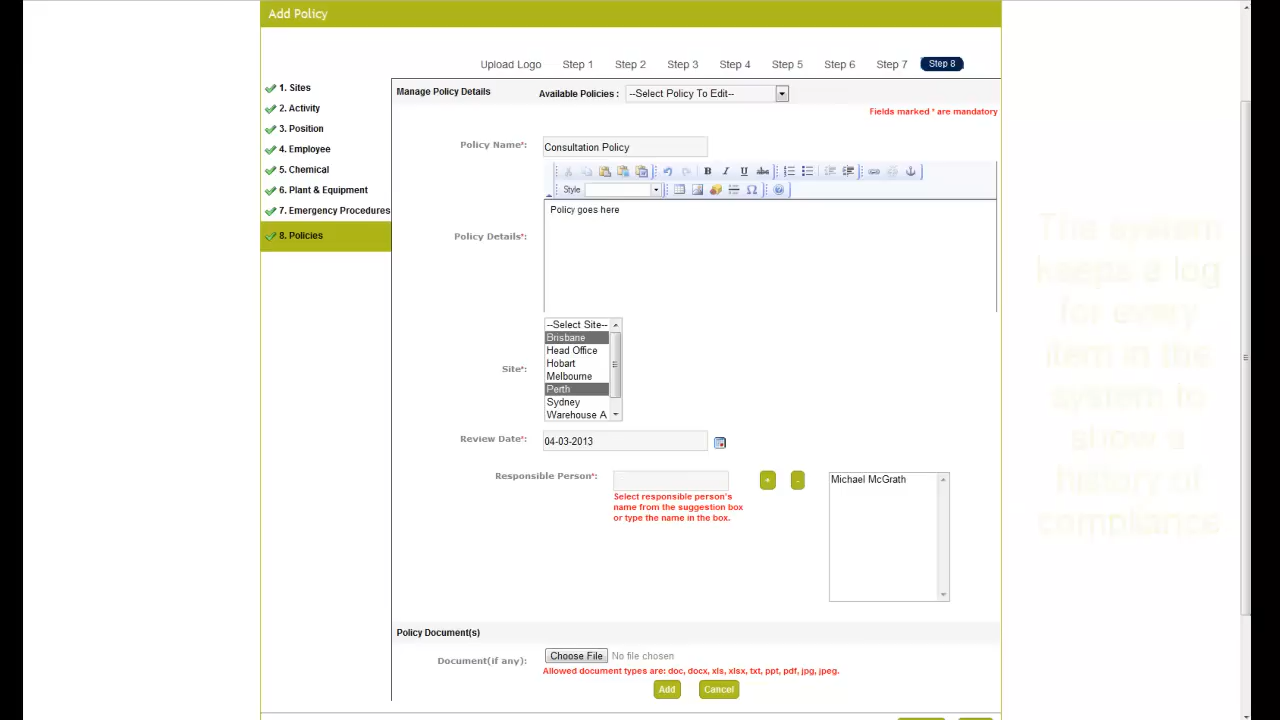 Add Policy
Upload Logo Step 1 Step 2 Step 3 Step 4 Step 5 Step 6 Step 7 Step 8
1. Sites
2. Activity
3. Position
4. Employee
5. Chemical
6. Plant & Equipment
7. Emergency Procedures
8. Policies
Manage Policy Details Available Policies : --Select Policy To Edit--
Fields marked * are mandatory
Policy Name*: Consultation Policy
B I U abc
Style
Policy Details*: Policy goes here
Site*:
--Select Site--
Brisbane
Head Office
Hobart
Melbourne
Perth
Sydney
Warehouse A
Review Date*: 04-03-2013
Responsible Person*: + - Michael McGrath
Select responsible person's
name from the suggestion box
or type the name in the box.
Policy Document(s)
Document(if any): Choose File No file chosen
Allowed document types are: doc, docx, xls, xlsx, txt, ppt, pdf, jpg, jpeg.
Add Cancel
The system
keeps a log
for every
item in the
system to
show a
history of
compliance